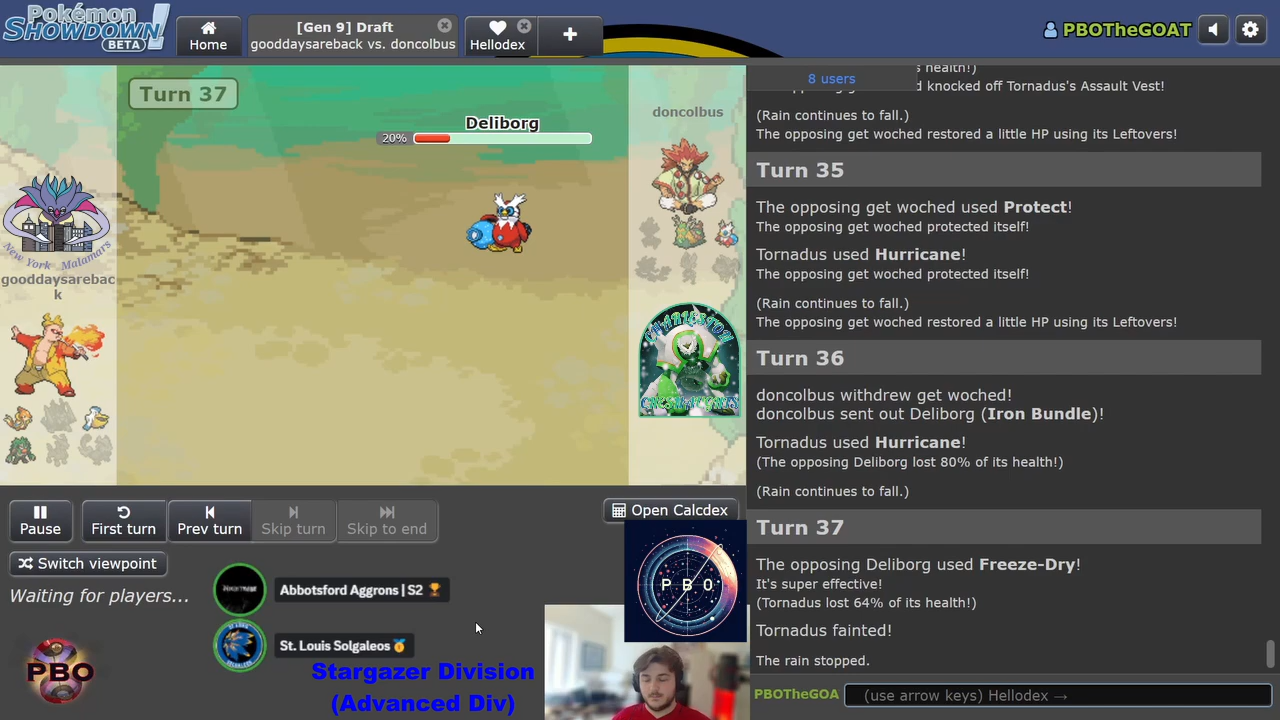 Pokémon
SHOWDOWN!
BETA
Home
[Gen 9] Draft
gooddaysareback vs. doncolbus
Hellodex
PBOTheGOAT
Turn 37
Deliborg
20%
doncolbus
New York Malamars
gooddaysarebac
k
CHARLESTON
8 users
s health!)
d knocked off Tornadus's Assault Vest!
(Rain continues to fall.)
The opposing get woched restored a little HP using its Leftovers!
Turn 35
The opposing get woched used Protect!
The opposing get woched protected itself!
Tornadus used Hurricane!
The opposing get woched protected itself!
(Rain continues to fall.)
The opposing get woched restored a little HP using its Leftovers!
Turn 36
doncolbus withdrew get woched!
doncolbus sent out Deliborg (Iron Bundle)!
Tornadus used Hurricane!
(The opposing Deliborg lost 80% of its health!)
(Rain continues to fall.)
Turn 37
The opposing Deliborg used Freeze-Dry!
It's super effective!
(Tornadus lost 64% of its health!)
Tornadus fainted!
The rain stopped.
PBOTheGOA
(use arrow keys) Hellodex →
Pause
First turn
Prev turn
Skip turn
Skip to end
Open Calcdex
Switch viewpoint
Waiting for players...
Abbotsford Aggrons | S2
St. Louis Solgaleos
Stargazer Division
(Advanced Div)
PBO
P B O